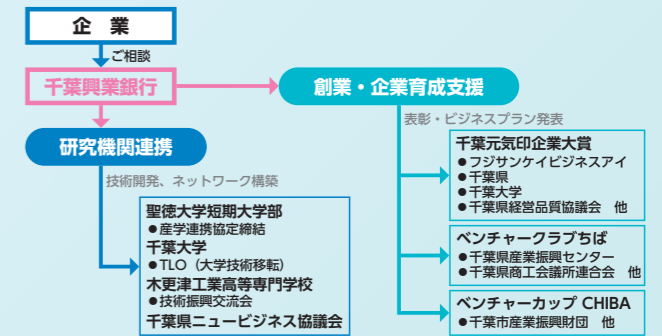 企業
ご相談
千葉興業銀行
創業・企業育成支援
研究機関連携
表彰・ビジネスプラン発表
千葉元気印企業大賞
●フジサンケイビジネスアイ
●千葉県
●千葉大学
●千葉県経営品質協議会　他
ベンチャークラブちば
●千葉県産業振興センター
●千葉県商工会議所連合会　他
ベンチャーカップ CHIBA
●千葉市産業振興財団　他
技術開発、ネットワーク構築
聖徳大学短期大学部
●産学連携協定締結
千葉大学
●TLO（大学技術移転）
木更津工業高等専門学校
●技術振興交流会
千葉県ニュービジネス協議会